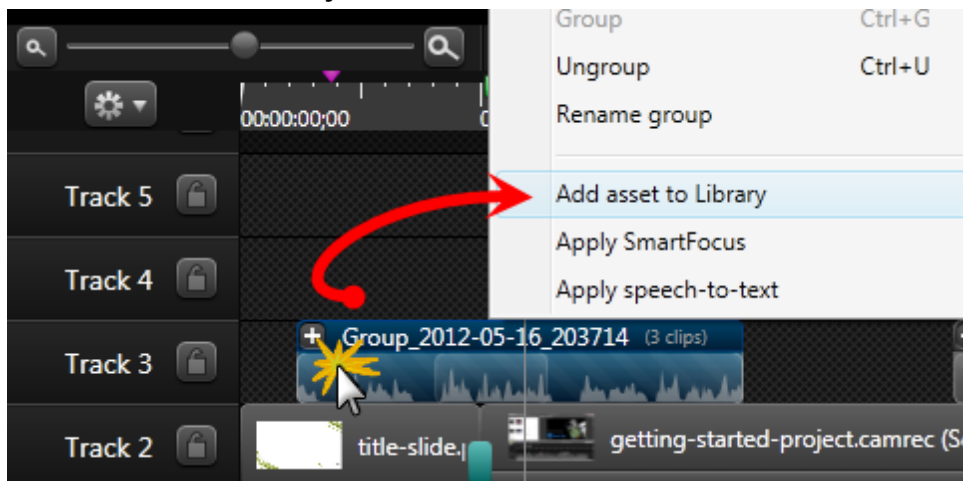 Group Ctrl+G
Ungroup Ctrl+U
Rename group
00:00:00;00
Add asset to Library
Track 5
Apply SmartFocus
Track 4
Apply speech-to-text
Group_2012-05-16_203714 (3 clips)
Track 3
Track 2 title-slide. getting-started-project.camrec